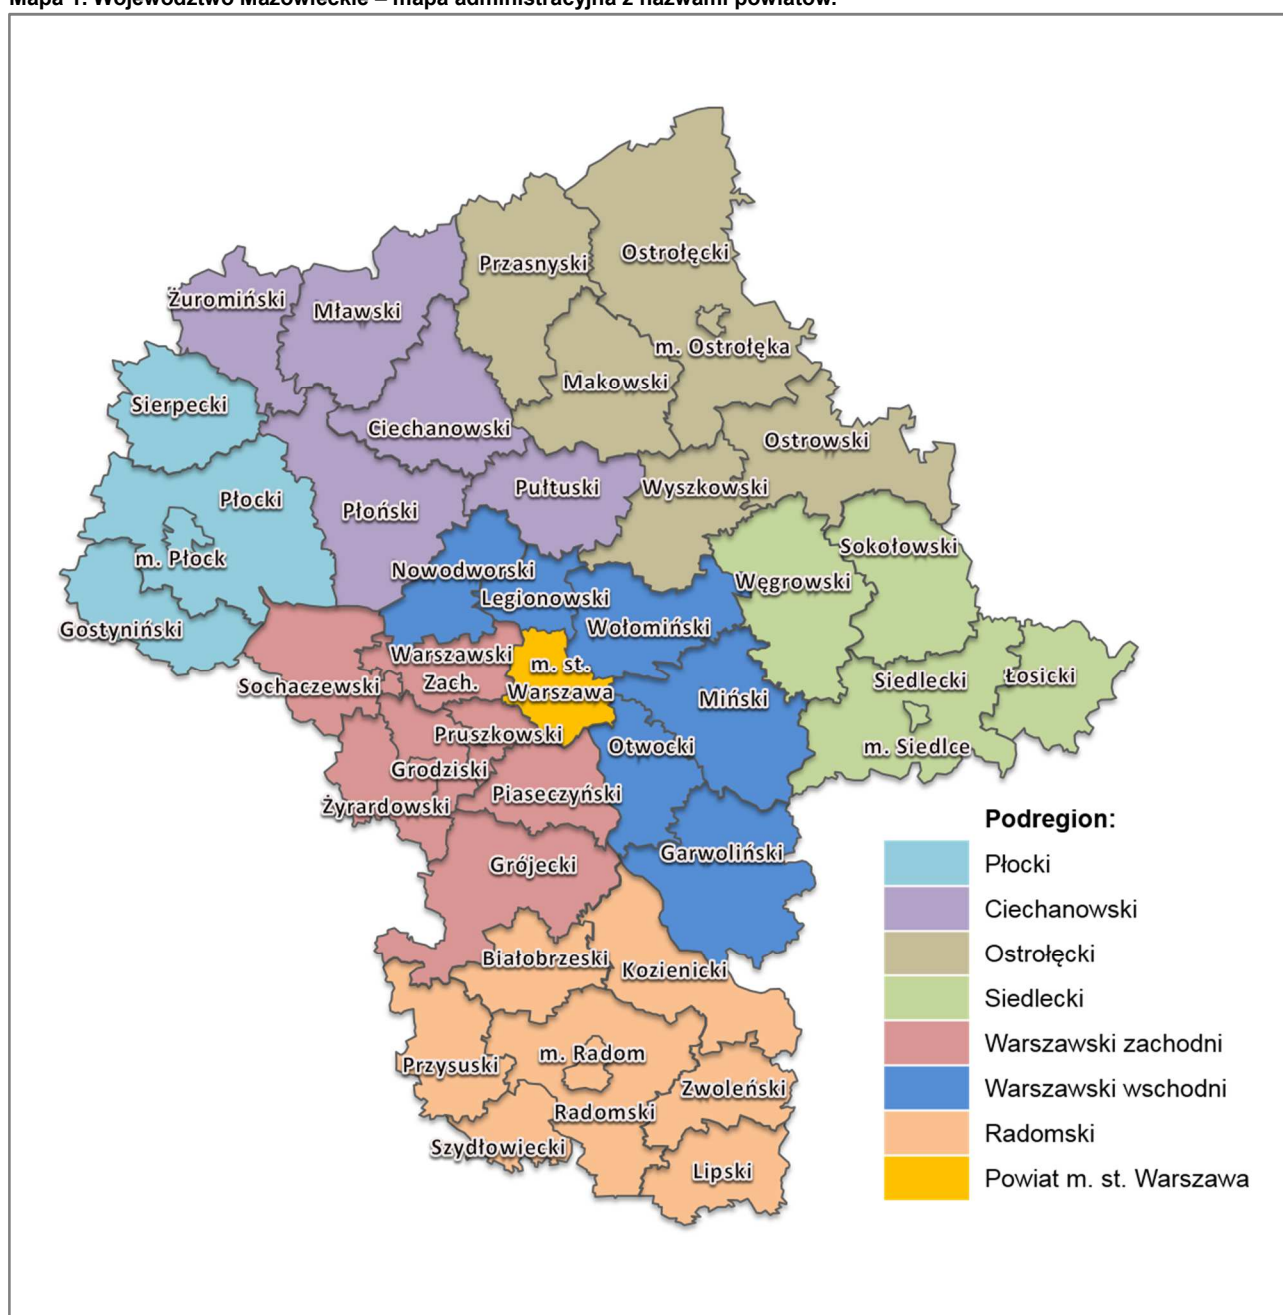 Mapa 1. Województwo Mazowieckie – mapa administracyjna z nazwami powiatów.
Przasnyski
Ostrołęcki
Żuromiński
Mławski
m. Ostrołęka
Makowski
Sierpecki
Ciechanowski
Ostrowski
Płocki
Płoński
Pułtuski
Wyszkowski
m. Płock
Nowodworski
Legionowski
Sokołowski
Węgrowski
Gostyniński
Wołomiński
Warszawski
Zach.
m. st.
Warszawa
Sochaczewski
Miński
Siedlecki
Łosicki
m. Siedlce
Pruszkowski
Otwocki
Grodziski
Piaseczyński
Żyrardowski
Grójecki
Garwoliński
Białobrzeski
Kozienicki
Przysuski
m. Radom
Zwoleński
Radomski
Szydłowiecki
Lipski
Podregion:
Płocki
Ciechanowski
Ostrołęcki
Siedlecki
Warszawski zachodni
Warszawski wschodni
Radomski
Powiat m. st. Warszawa